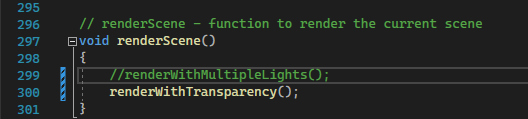 295
296 // renderScene - function to render the current scene
297 void renderScene()
298 {
299 //renderWithMultipleLights();
300 renderWithTransparency();
301 }